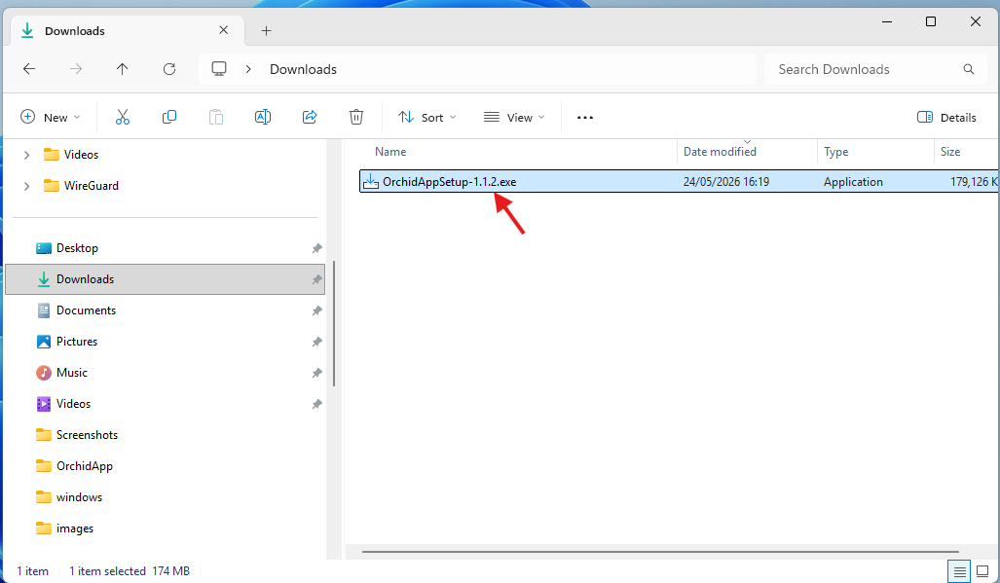 Downloads
Downloads
Search Downloads
New
Sort
View
Details
Videos
WireGuard
Desktop
Downloads
Documents
Pictures
Music
Videos
Screenshots
OrchidApp
windows
images
Name Date modified Type Size
OrchidAppSetup-1.1.2.exe 24/05/2026 16:19 Application 179,126 K
1 item 1 item selected 174 MB